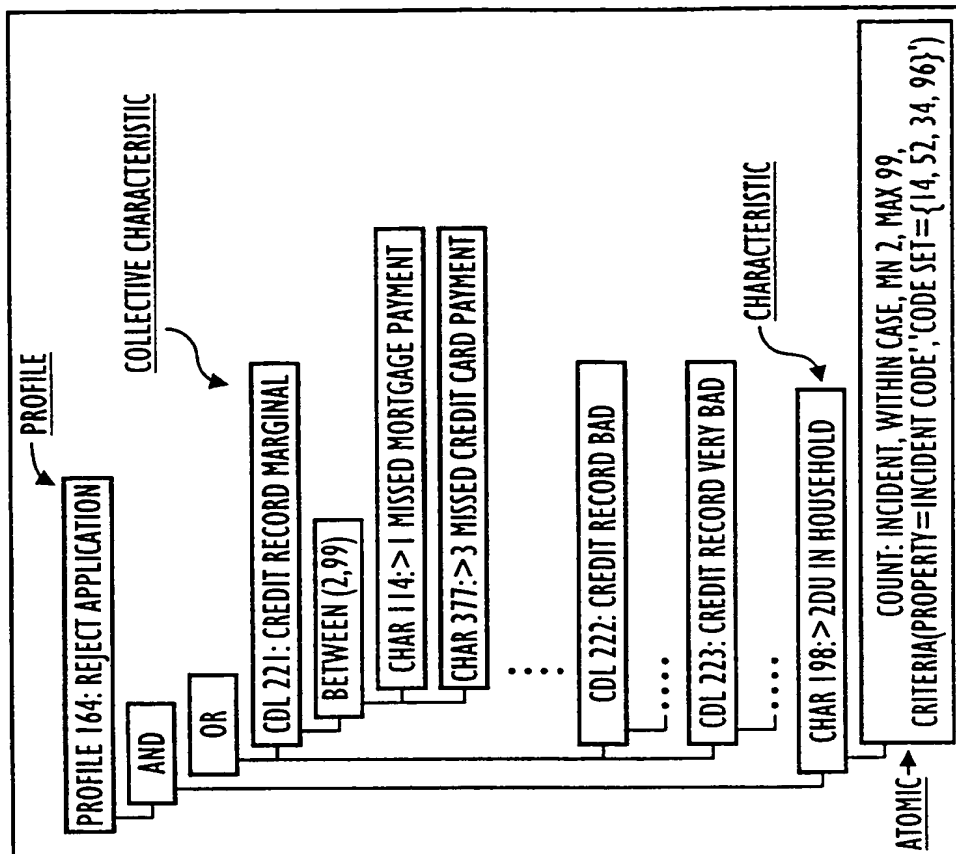 PROFILE
PROFILE 164: REJECT APPLICATION
AND
OR
COLLECTIVE CHARACTERISTIC
CDL 221: CREDIT RECORD MARGINAL
BETWEEN (2,99)
CHAR 114:>1 MISSED MORTGAGE PAYMENT
CHAR 377:>3 MISSED CREDIT CARD PAYMENT
....
CDL 222: CREDIT RECORD BAD
.....
CDL 223: CREDIT RECORD VERY BAD
.....
CHARACTERISTIC
CHAR 198:> 2DU IN HOUSEHOLD
ATOMIC
COUNT: INCIDENT, WITHIN CASE, MN 2, MAX 99,
CRITERIA(PROPERTY=INCIDENT CODE','CODE SET={14, 52, 34, 96}')